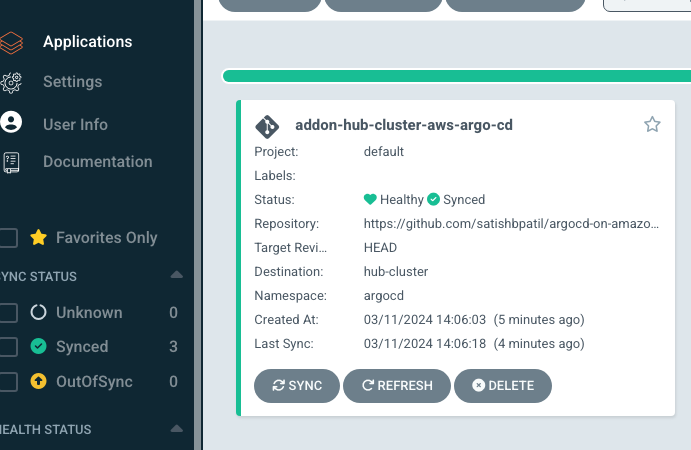 Applications
Settings
User Info
Documentation
Favorites Only
YNC STATUS
Unknown 0
Synced 3
OutOfSync 0
EALTH STATUS
addon-hub-cluster-aws-argo-cd
Project: default
Labels:
Status: Healthy Synced
Repository: https://github.com/satishbpatil/argocd-on-amazo...
Target Revi... HEAD
Destination: hub-cluster
Namespace: argocd
Created At: 03/11/2024 14:06:03 (5 minutes ago)
Last Sync: 03/11/2024 14:06:18 (4 minutes ago)
SYNC REFRESH DELETE